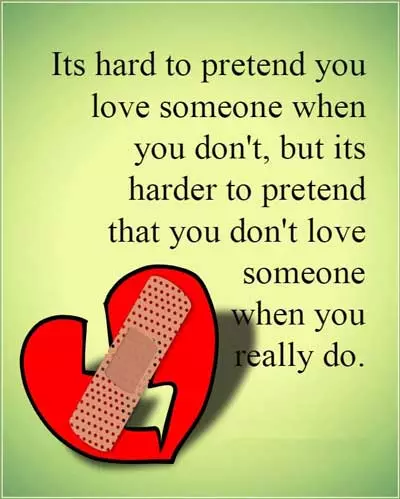 Its hard to pretend you
love someone when
you don't, but its
harder to pretend
that you don't love
someone
when you
really do.